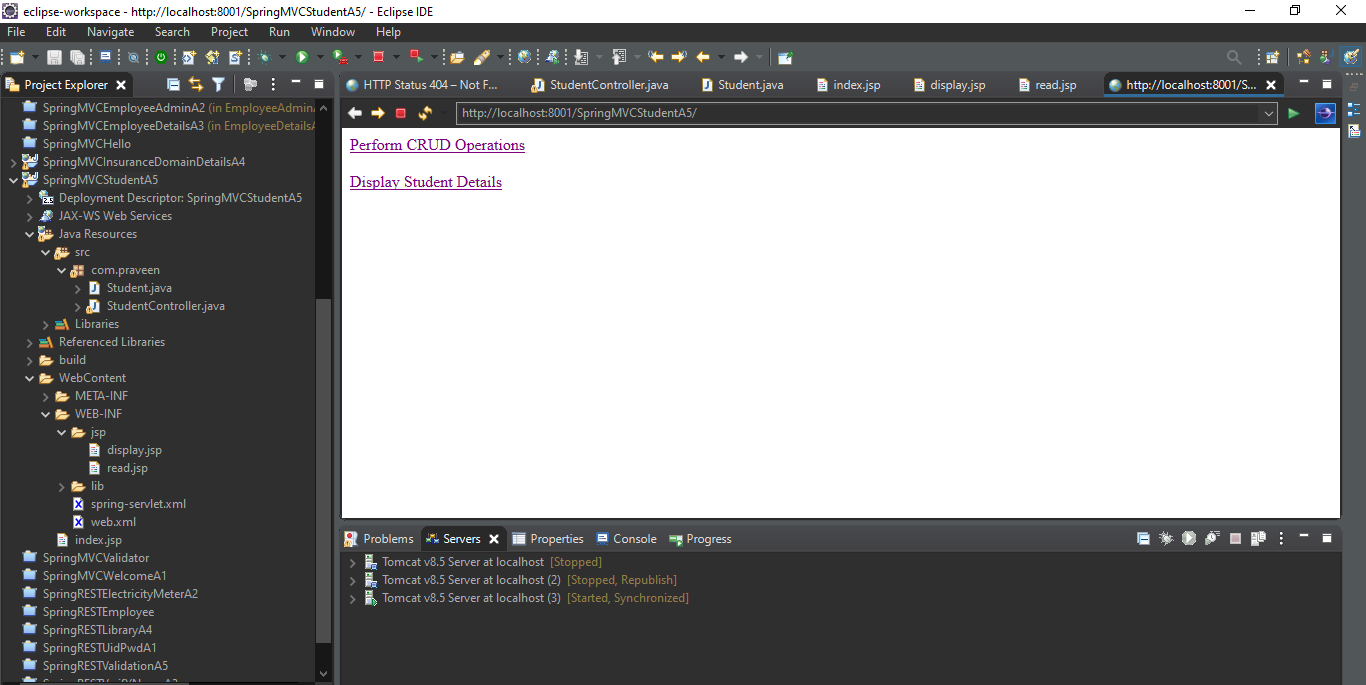 eclipse-workspace - http://localhost:8001/SpringMVCStudentA5/ - Eclipse IDE
File Edit Navigate Search Project Run Window Help
Project Explorer
SpringMVCEmployeeAdminA2 (in EmployeeAdmin
SpringMVCEmployeeDetailsA3 (in EmployeeDetails
SpringMVCHello
SpringMVCInsuranceDomainDetailsA4
SpringMVCStudentA5
Deployment Descriptor: SpringMVCStudentA5
JAX-WS Web Services
Java Resources
src
com.praveen
Student.java
StudentController.java
Libraries
Referenced Libraries
build
WebContent
META-INF
WEB-INF
jsp
display.jsp
read.jsp
lib
spring-servlet.xml
web.xml
index.jsp
SpringMVCValidator
SpringMVCWelcomeA1
SpringRESTElectricityMeterA2
SpringRESTEmployee
SpringRESTLibraryA4
SpringRESTUidPwdA1
SpringRESTValidationA5
HTTP Status 404 – Not F... StudentController.java Student.java index.jsp display.jsp read.jsp http://localhost:8001/S...
http://localhost:8001/SpringMVCStudentA5/
Perform CRUD Operations
Display Student Details
Problems Servers Properties Console Progress
Tomcat v8.5 Server at localhost [Stopped]
Tomcat v8.5 Server at localhost (2) [Stopped, Republish]
Tomcat v8.5 Server at localhost (3) [Started, Synchronized]